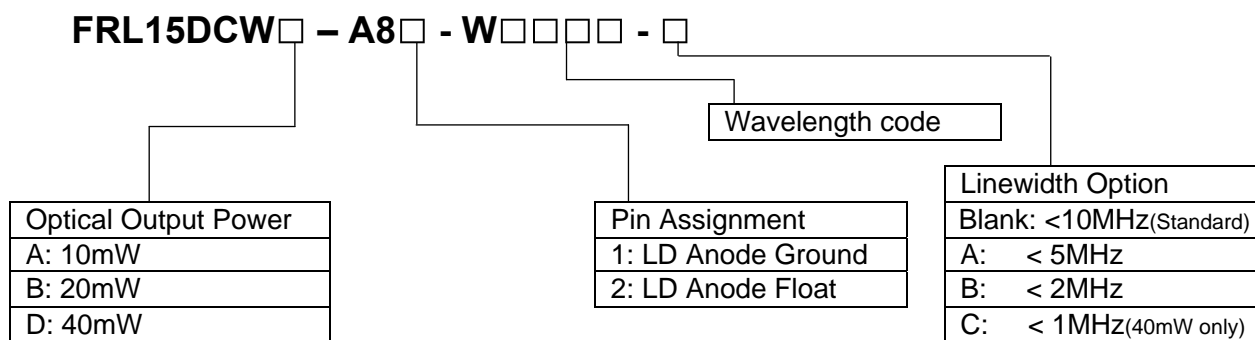 FRL15DCW□ – A8□ - W□□□□ - □
Wavelength code
Optical Output Power
A: 10mW
B: 20mW
D: 40mW
Pin Assignment
1: LD Anode Ground
2: LD Anode Float
Linewidth Option
Blank: <10MHz(Standard)
A: < 5MHz
B: < 2MHz
C: < 1MHz(40mW only)